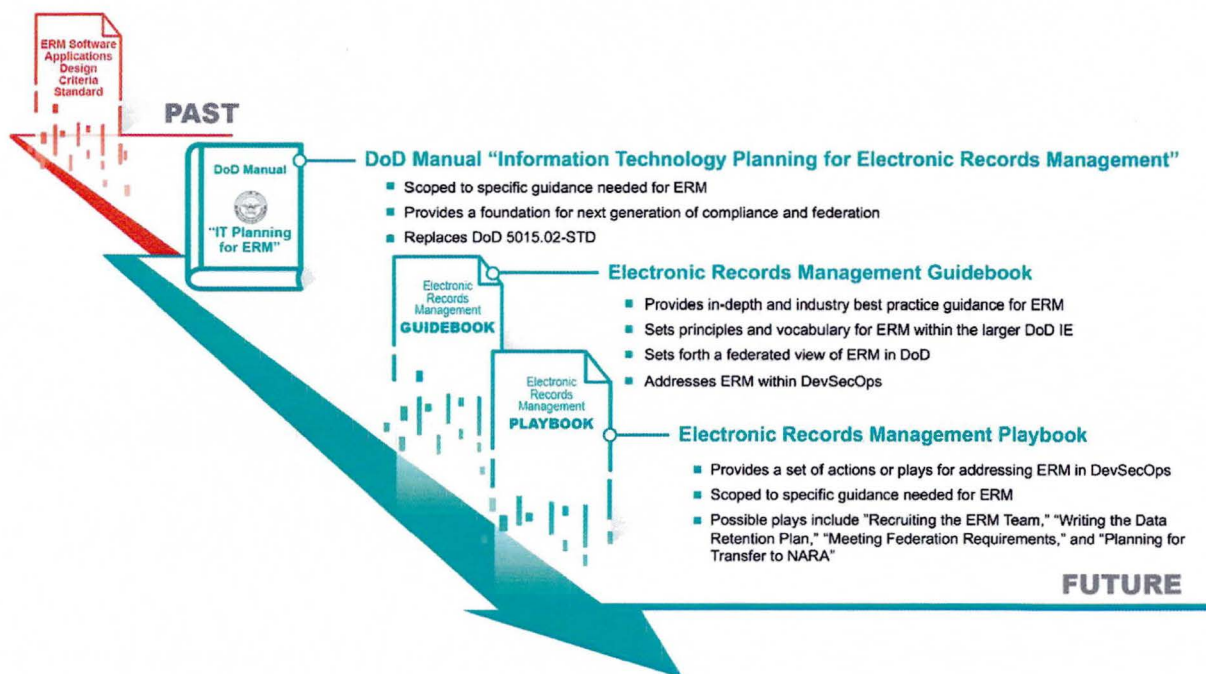 ERM Software
Applications
Design
Criteria
Standard
PAST
DoD Manual
"IT Planning
for ERM"
DoD Manual "Information Technology Planning for Electronic Records Management"
■ Scoped to specific guidance needed for ERM
■ Provides a foundation for next generation of compliance and federation
■ Replaces DoD 5015.02-STD
Electronic
Records
Management
GUIDEBOOK
Electronic Records Management Guidebook
■ Provides in-depth and industry best practice guidance for ERM
■ Sets principles and vocabulary for ERM within the larger DoD IE
■ Sets forth a federated view of ERM in DoD
■ Addresses ERM within DevSecOps
Electronic
Records
Management
PLAYBOOK
Electronic Records Management Playbook
■ Provides a set of actions or plays for addressing ERM in DevSecOps
■ Scoped to specific guidance needed for ERM
■ Possible plays include "Recruiting the ERM Team," "Writing the Data
Retention Plan," "Meeting Federation Requirements," and "Planning for
Transfer to NARA"
FUTURE